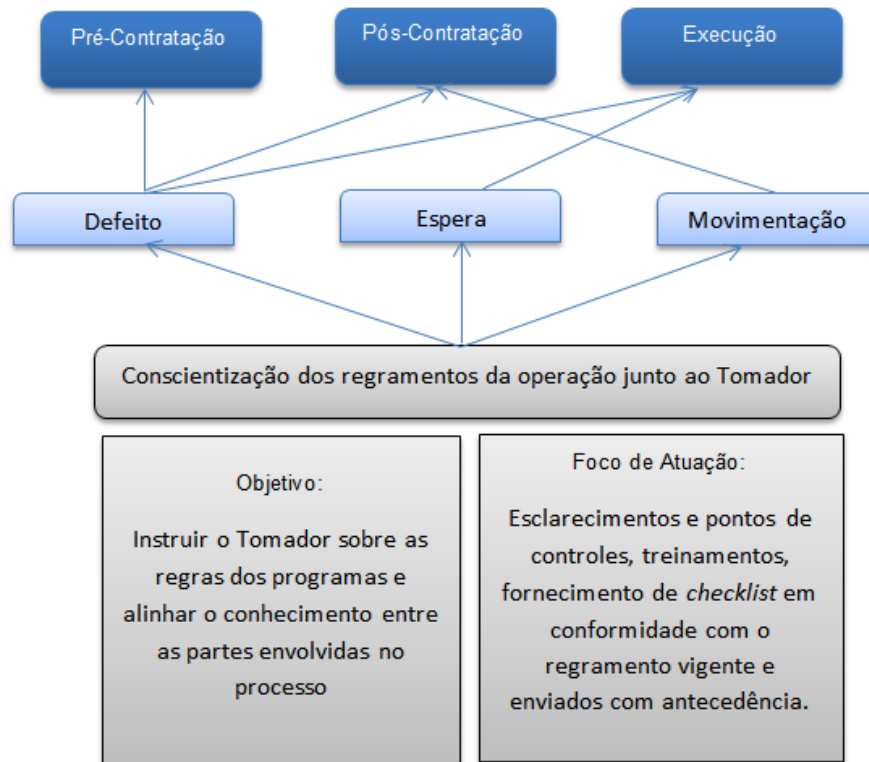 Pré-Contratação
Pós-Contratação
Execução
Defeito
Espera
Movimentação
Conscientização dos regramentos da operação junto ao Tomador
Objetivo:
Instruir o Tomador sobre as
regras dos programas e
alinhar o conhecimento entre
as partes envolvidas no
processo
Foco de Atuação:
Esclarecimentos e pontos de
controles, treinamentos,
fornecimento de checklist em
conformidade com o
regramento vigente e
enviados com antecedência.